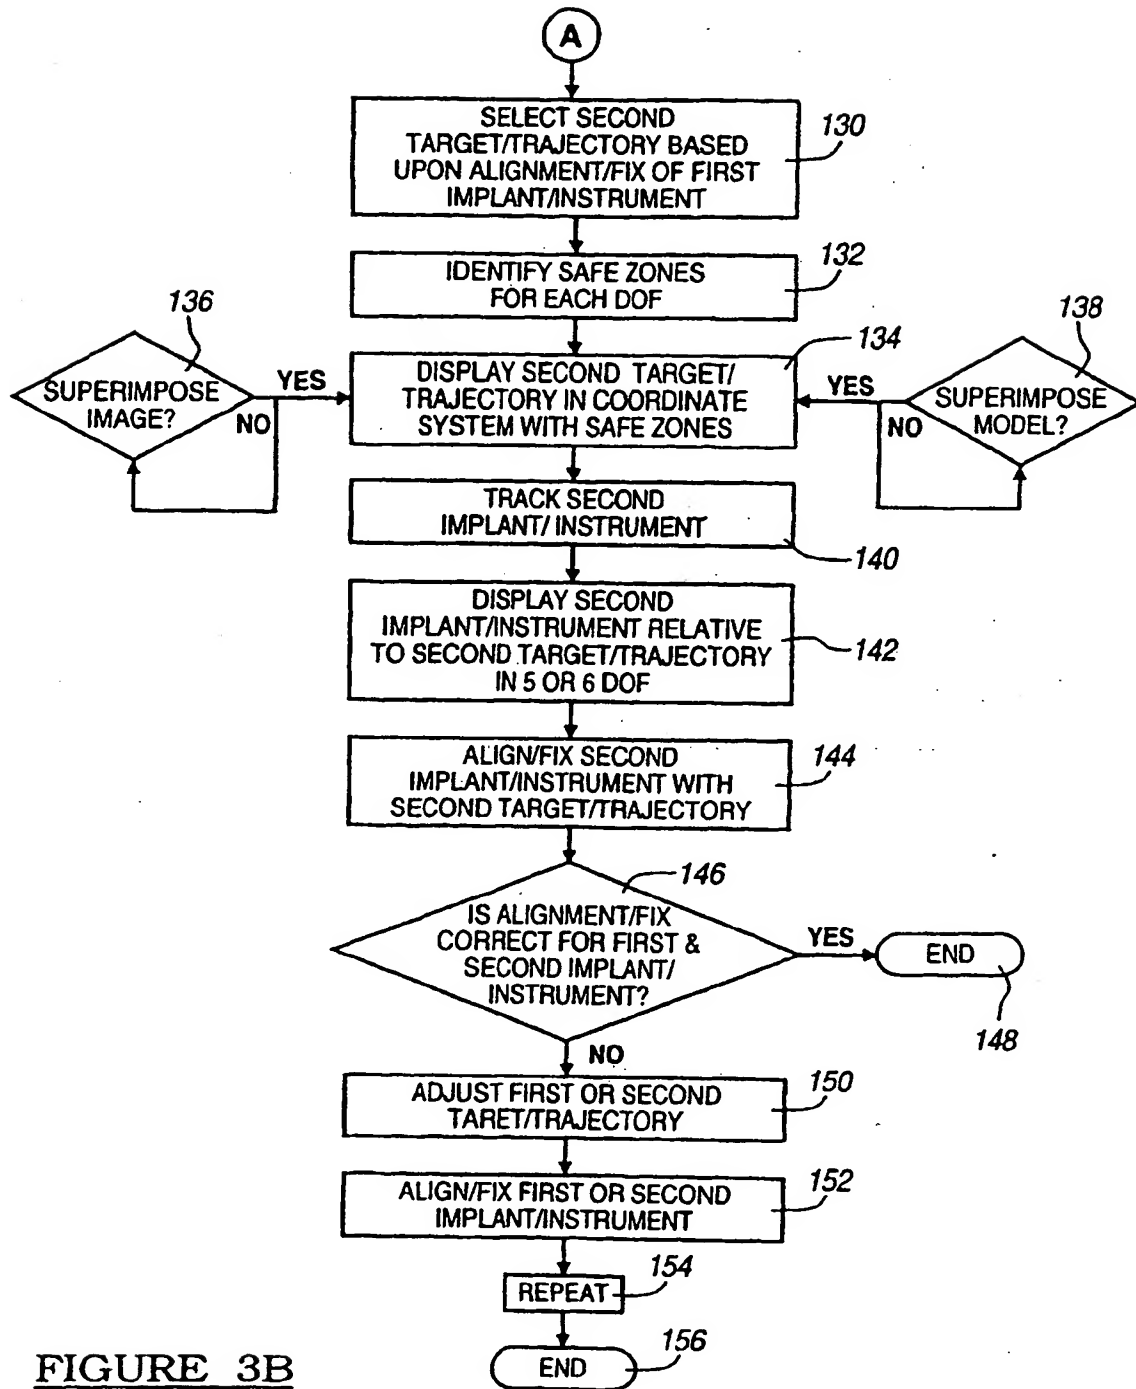 A
SELECT SECOND
TARGET/TRAJECTORY BASED
UPON ALIGNMENT/FIX OF FIRST
IMPLANT/INSTRUMENT
130
IDENTIFY SAFE ZONES
FOR EACH DOF
132
136
SUPERIMPOSE
IMAGE?
YES
NO
DISPLAY SECOND TARGET/
TRAJECTORY IN COORDINATE
SYSTEM WITH SAFE ZONES
134
138
YES
NO
SUPERIMPOSE
MODEL?
TRACK SECOND
IMPLANT/ INSTRUMENT
140
DISPLAY SECOND
IMPLANT/INSTRUMENT RELATIVE
TO SECOND TARGET/TRAJECTORY
IN 5 OR 6 DOF
142
ALIGN/FIX SECOND
IMPLANT/INSTRUMENT WITH
SECOND TARGET/TRAJECTORY
144
146
IS ALIGNMENT/FIX
CORRECT FOR FIRST &
SECOND IMPLANT/
INSTRUMENT?
YES
END
148
NO
ADJUST FIRST OR SECOND
TARET/TRAJECTORY
150
ALIGN/FIX FIRST OR SECOND
IMPLANT/INSTRUMENT
152
REPEAT
154
END
156
FIGURE 3B